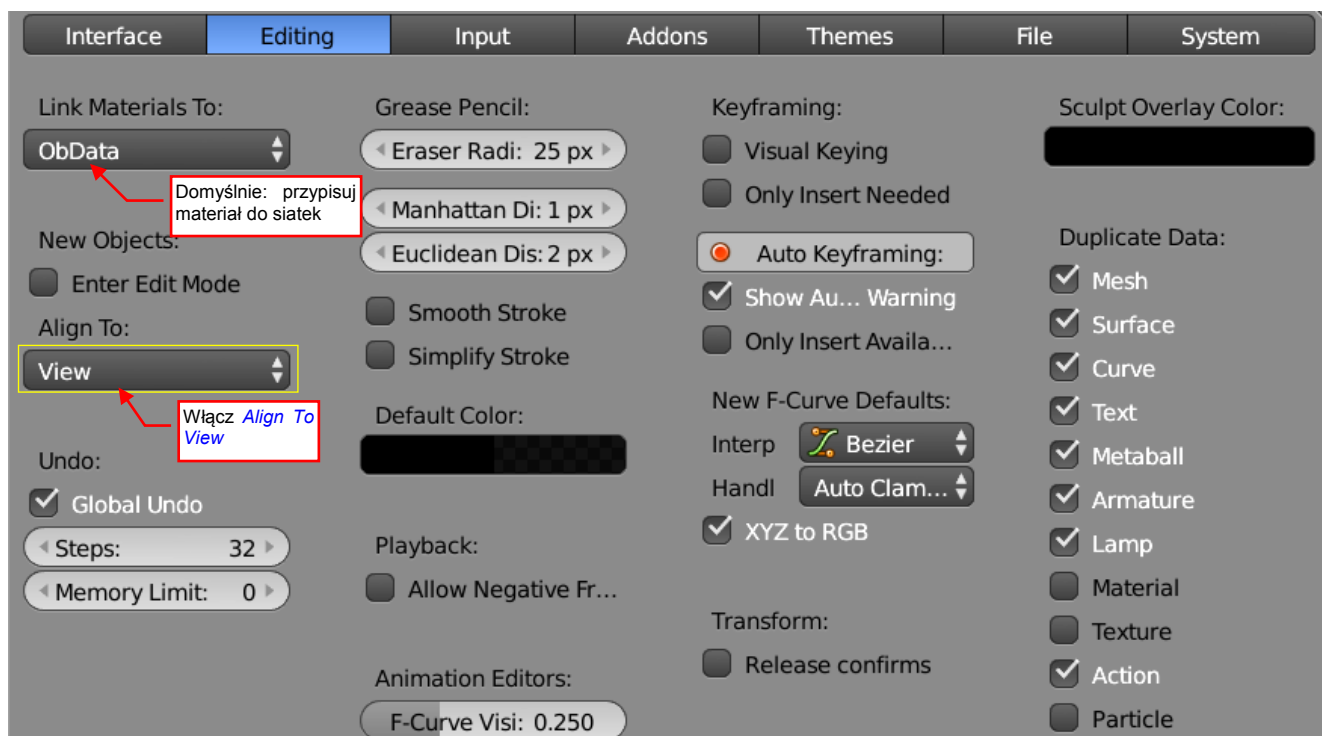 Interface Editing Input Addons Themes File System
Link Materials To:
ObData
Domyślnie: przypisuj
materiał do siatek
New Objects:
Enter Edit Mode
Align To:
View
Włącz Align To
View
Undo:
Global Undo
Steps: 32
Memory Limit: 0
Grease Pencil:
Eraser Radi: 25 px
Manhattan Di: 1 px
Euclidean Dis: 2 px
Smooth Stroke
Simplify Stroke
Default Color:
Playback:
Allow Negative Fr...
Animation Editors:
F-Curve Visi: 0.250
Keyframing:
Visual Keying
Only Insert Needed
Auto Keyframing:
Show Au... Warning
Only Insert Availa...
New F-Curve Defaults:
Interp Bezier
Handl Auto Clam...
XYZ to RGB
Transform:
Release confirms
Sculpt Overlay Color:
Duplicate Data:
Mesh
Surface
Curve
Text
Metaball
Armature
Lamp
Material
Texture
Action
Particle